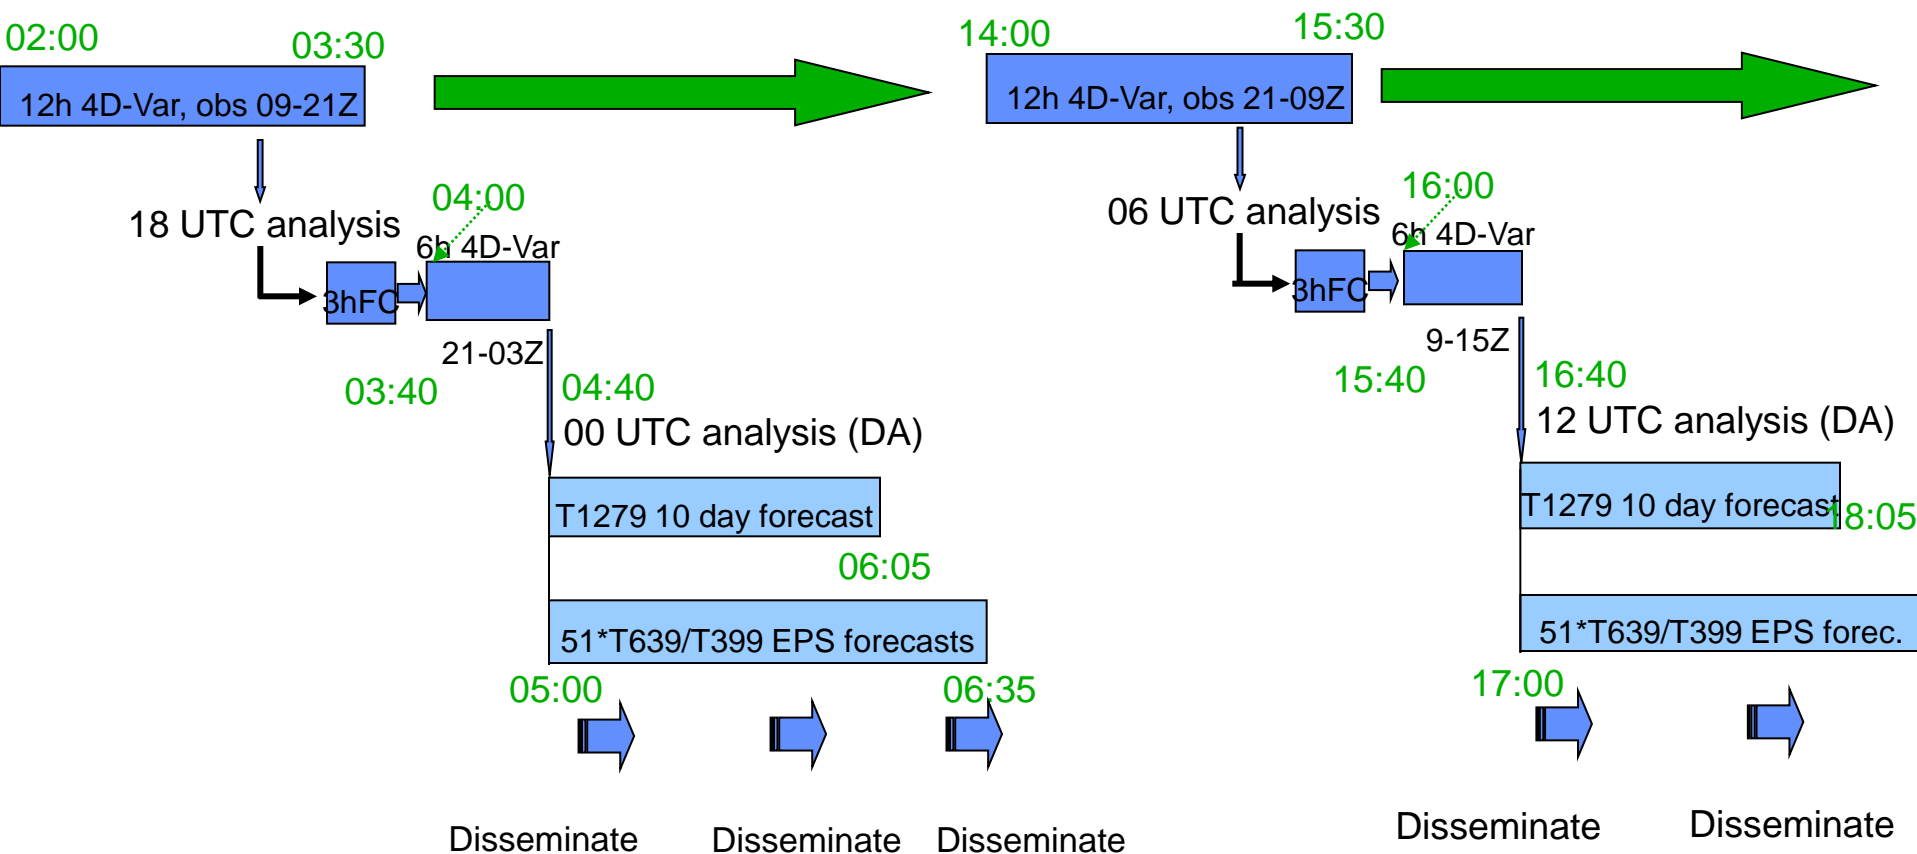 02:00
03:30
14:00
15:30
12h 4D-Var, obs 09-21Z
12h 4D-Var, obs 21-09Z
04:00
16:00
18 UTC analysis
06 UTC analysis
6h 4D-Var
6h 4D-Var
3hFC
3hFC
21-03Z
9-15Z
03:40
04:40
15:40
16:40
00 UTC analysis (DA)
12 UTC analysis (DA)
T1279 10 day forecast
T1279 10 day forecast
18:05
06:05
51*T639/T399 EPS forecasts
51*T639/T399 EPS forec.
05:00
06:35
17:00
Disseminate
Disseminate
Disseminate
Disseminate
Disseminate